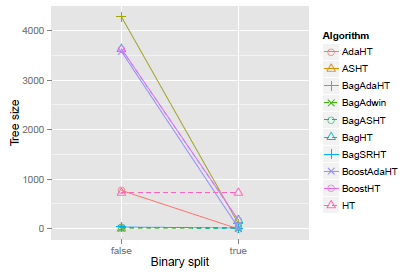 Tree size
4000
3000
2000
1000
0
false
true
Binary split
Algorithm
AdaHT
ASHT
BagAdaHT
BagAdwin
BagASHT
BagHT
BagSRHT
BoostAdaHT
BoostHT
HT